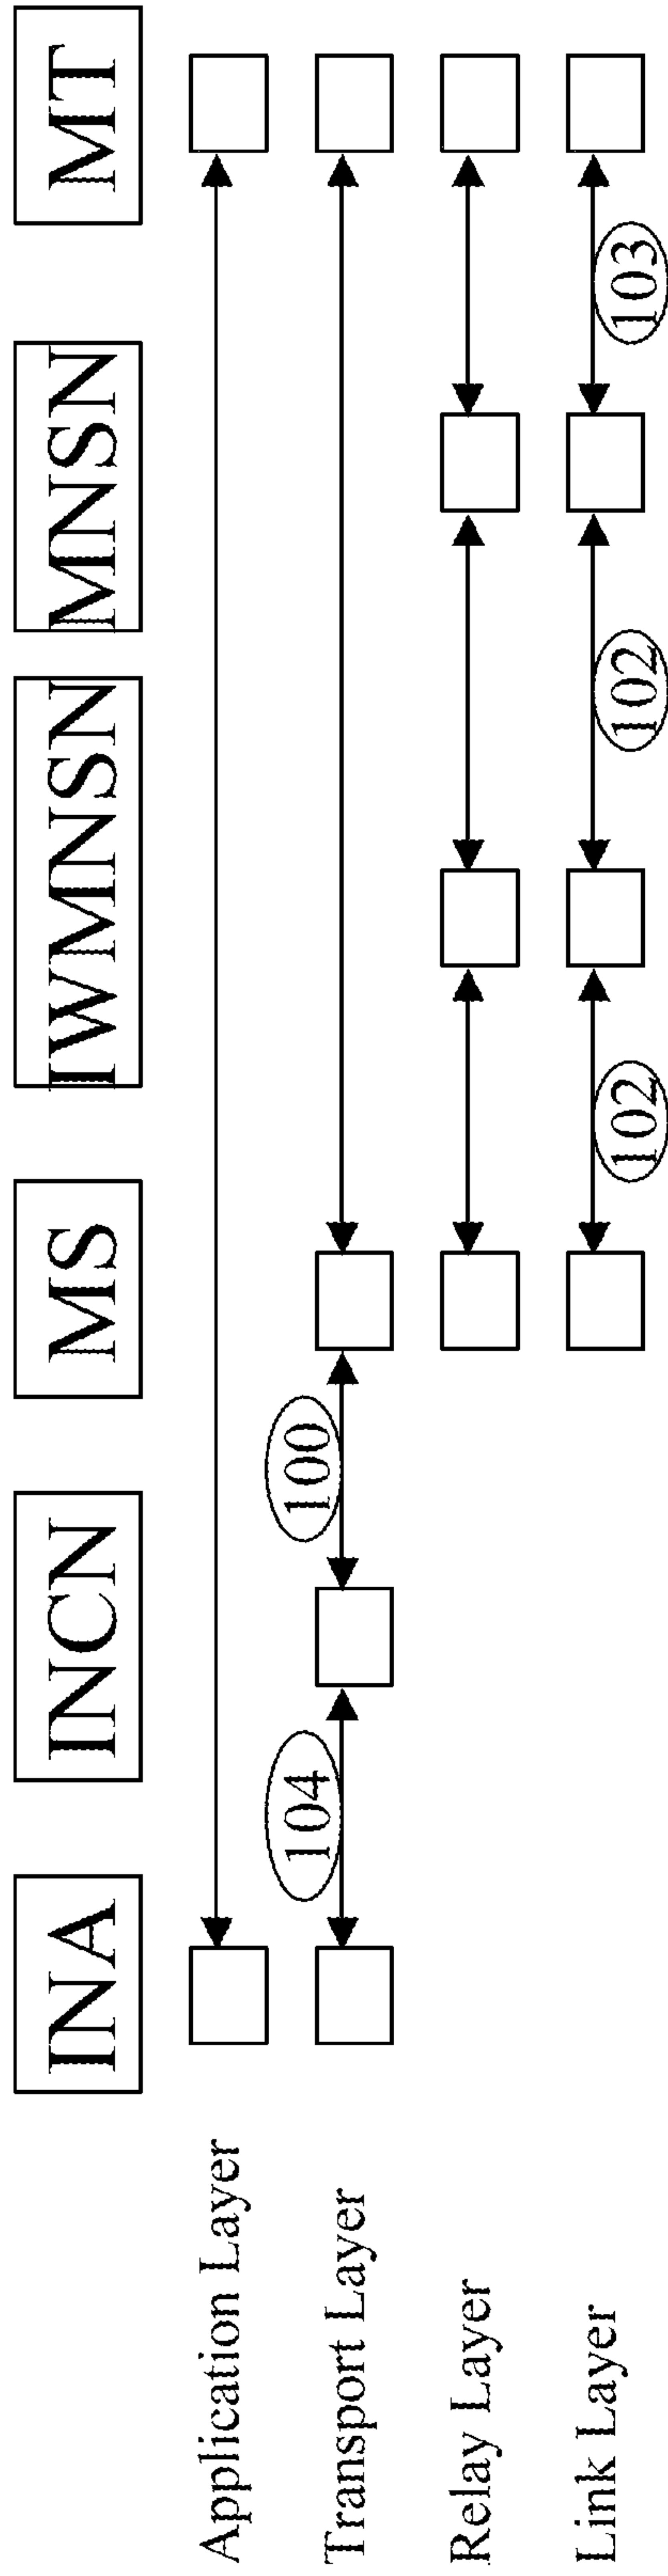 INA INCN MS IWMNSN MNSN MT
Application Layer
Transport Layer 104 100
Relay Layer
Link Layer 102 102 103